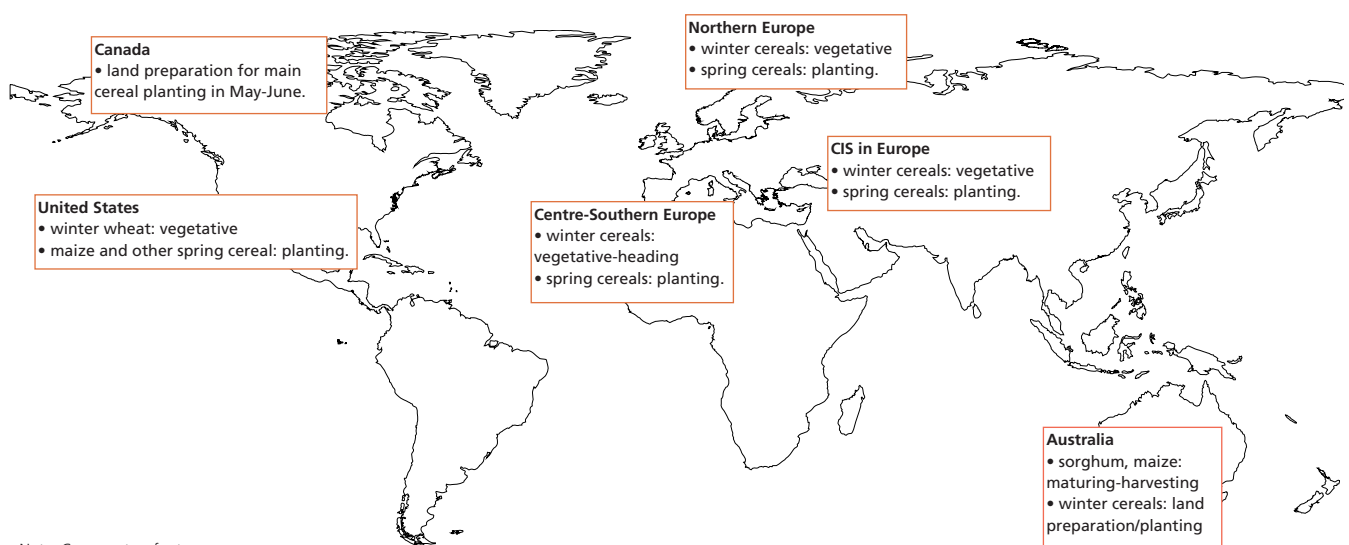 Canada
• land preparation for main
cereal planting in May-June.
Northern Europe
• winter cereals: vegetative
• spring cereals: planting.
CIS in Europe
• winter cereals: vegetative
• spring cereals: planting.
United States
• winter wheat: vegetative
• maize and other spring cereal: planting.
Centre-Southern Europe
• winter cereals:
vegetative-heading
• spring cereals: planting.
Australia
• sorghum, maize:
maturing-harvesting
• winter cereals: land
preparation/planting